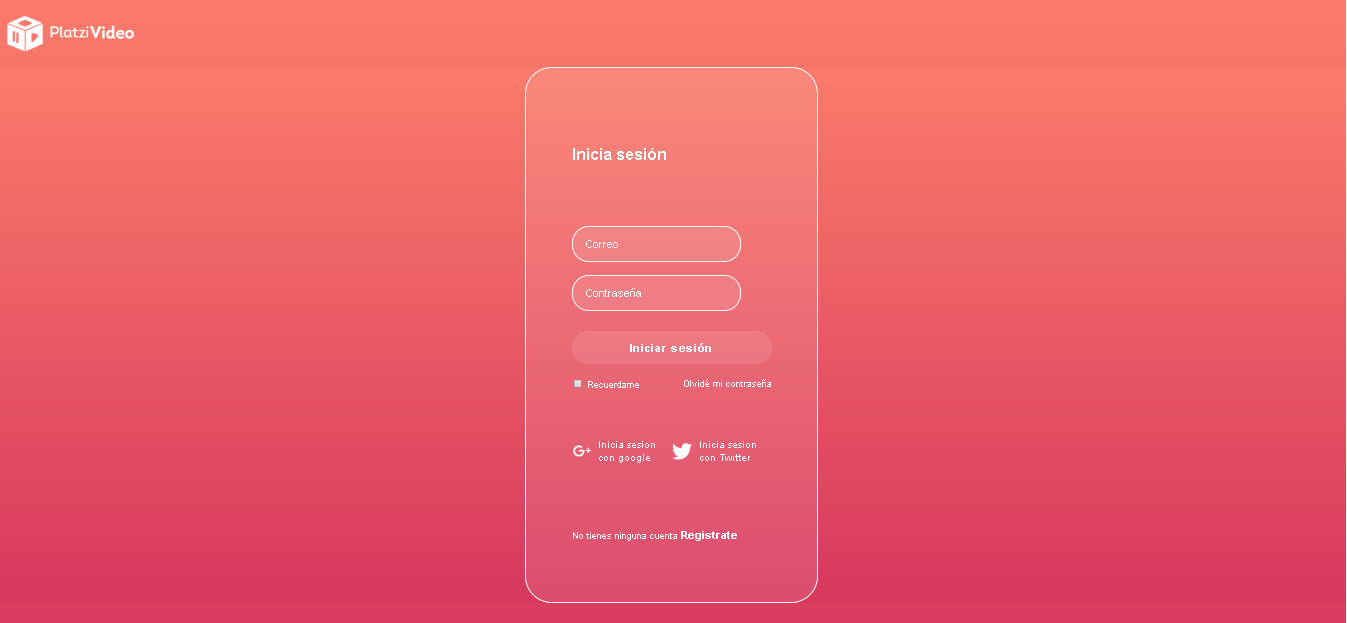 PlatziVideo
Inicia sesión
Correo
Contraseña
Iniciar sesión
Recuerdame
Olvidé mi contraseña
Inicia sesion
con google
Inicia sesion
con Twitter
No tienes ninguna cuenta Registrate